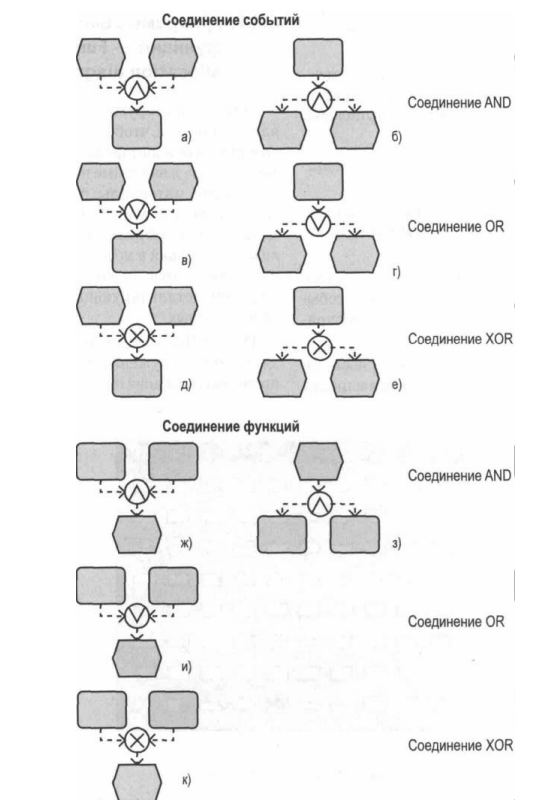 Соединение событий
Соединение AND
а)
б)
Соединение OR
в)
г)
Соединение XOR
д)
е)
Соединение функций
Соединение AND
ж)
з)
Соединение OR
и)
Соединение XOR
к)